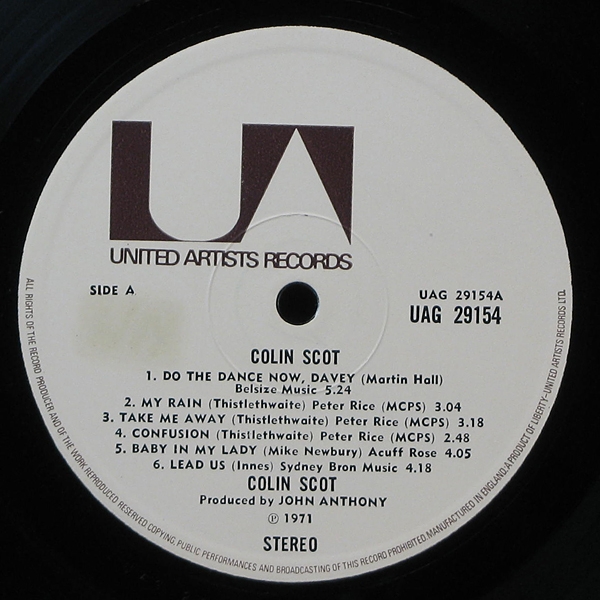 UA
UNITED ARTISTS RECORDS
SIDE A
UAG 29154A
UAG 29154
COLIN SCOT
1. DO THE DANCE NOW, DAVEY (Martin Hall)
Belsize Music 5.24
2. MY RAIN (Thistlethwaite) Peter Rice (MCPS) 3.04
3. TAKE ME AWAY (Thistlethwaite) Peter Rice (MCPS) 3.18
4. CONFUSION (Thistlethwaite) Peter Rice (MCPS) 2.48
5. BABY IN MY LADY (Mike Newbury) Acuff Rose 4.05
6. LEAD US (Innes) Sydney Bron Music 4.18
COLIN SCOT
Produced by JOHN ANTHONY
℗ 1971
STEREO
ALL RIGHTS OF THE RECORD PRODUCER AND OF THE WORK REPRODUCED RESERVED. COPYING, PUBLIC PERFORMANCES AND BROADCASTING OF THIS RECORD PROHIBITED. MANUFACTURED IN ENGLAND. A PRODUCT OF LIBERTY–UNITED ARTISTS RECORDS LTD.